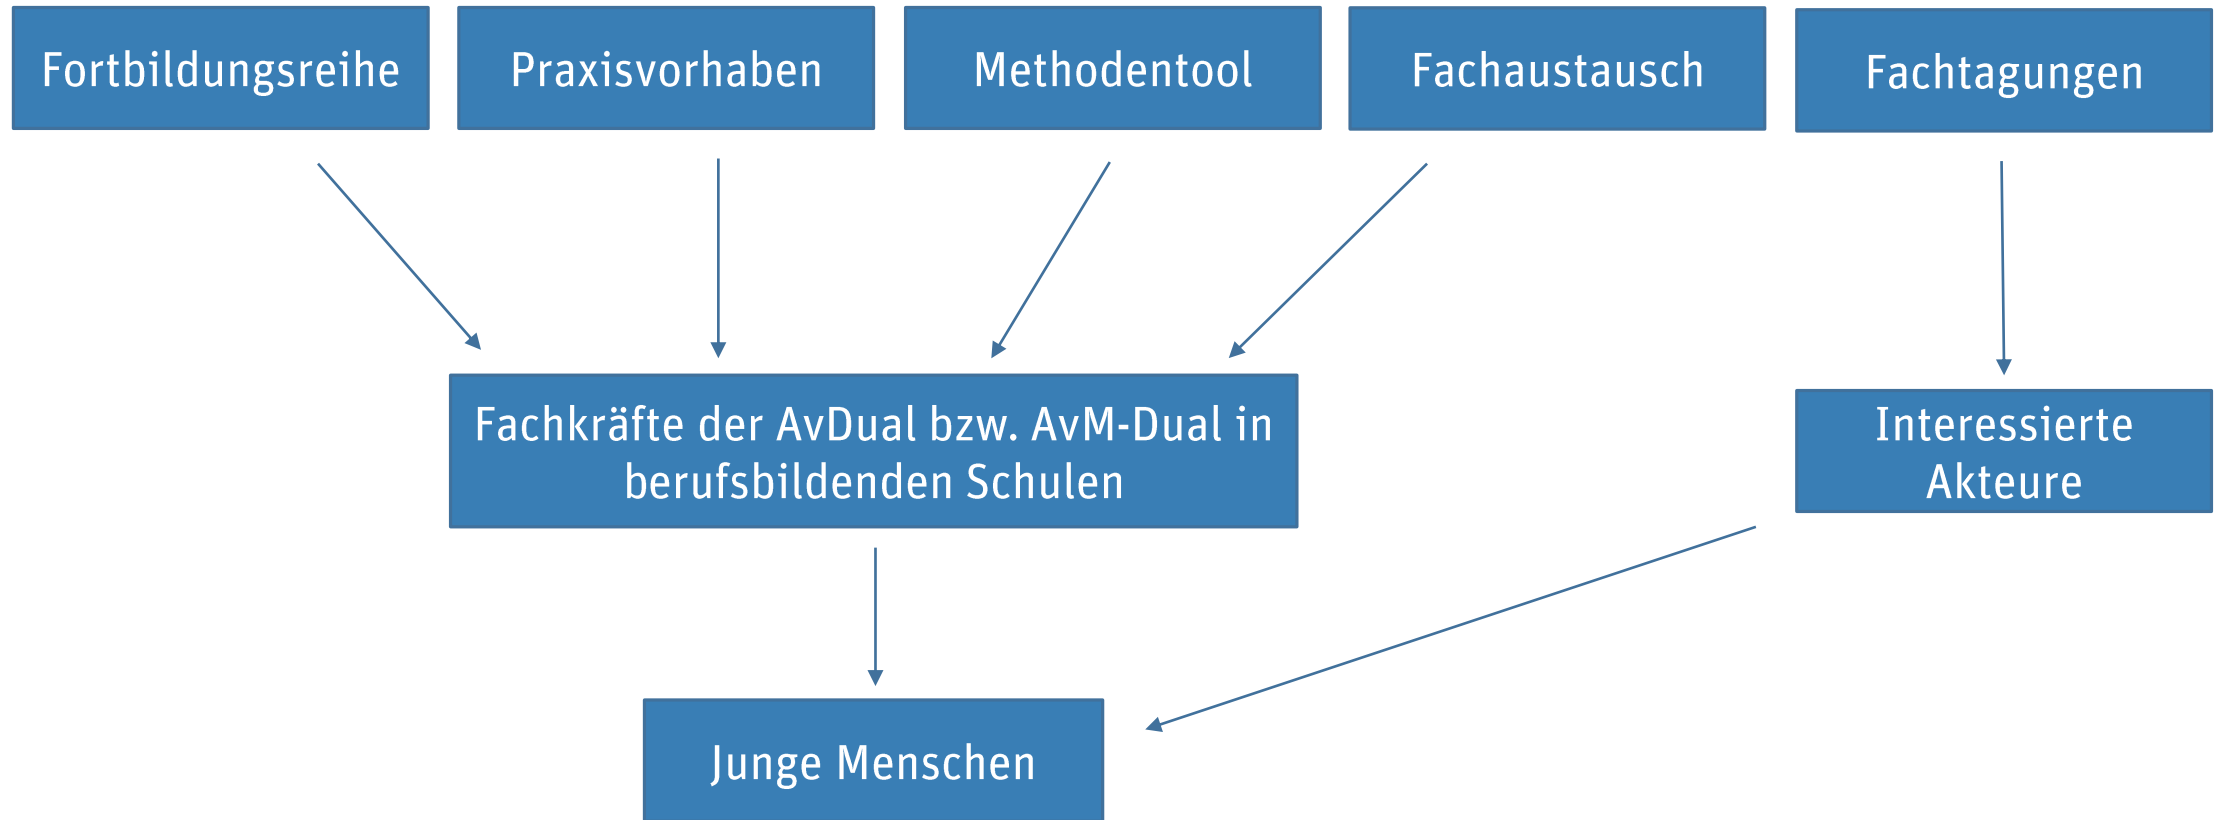 Fortbildungsreihe
Praxisvorhaben
Methodentool
Fachaustausch
Fachtagungen
Fachkräfte der AvDual bzw. AvM-Dual in
berufsbildenden Schulen
Interessierte
Akteure
Junge Menschen